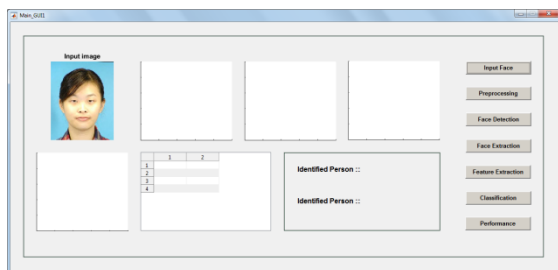 Main_GUI1
Input image
Input Face
Preprocessing
Face Detection
Face Extraction
Feature Extraction
Classification
Performance
1 2
1
2
3
4
Identified Person ::
Identified Person ::